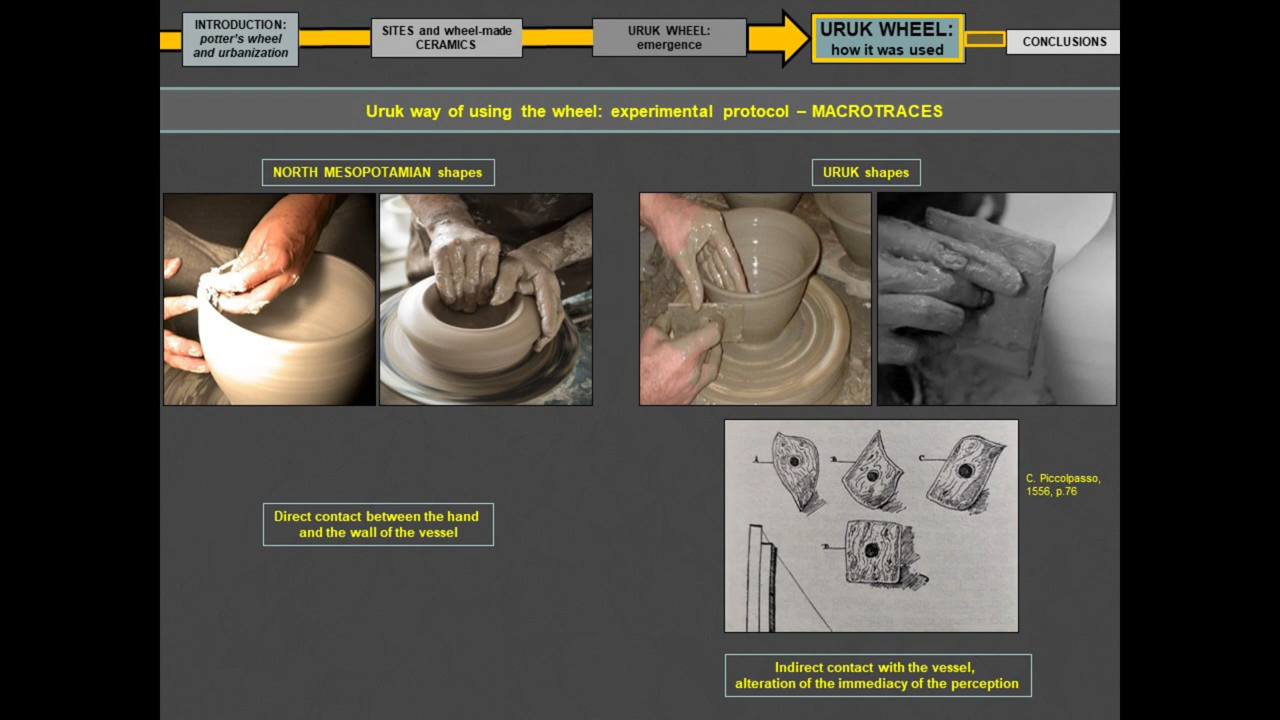 INTRODUCTION:
potter's wheel
and urbanization
SITES and wheel-made
CERAMICS
URUK WHEEL:
emergence
URUK WHEEL:
how it was used
CONCLUSIONS
Uruk way of using the wheel: experimental protocol – MACROTRACES
NORTH MESOPOTAMIAN shapes
URUK shapes
A
B
C
D
C. Piccolpasso,
1556, p.76
Direct contact between the hand
and the wall of the vessel
Indirect contact with the vessel,
alteration of the immediacy of the perception